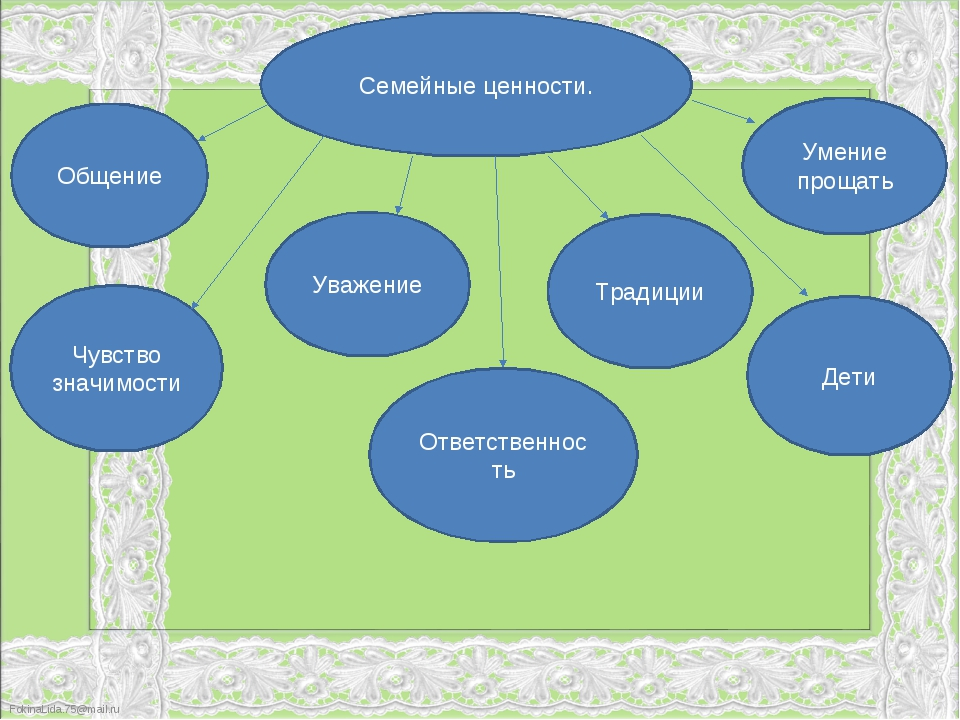 Семейные ценности.
Общение
Умение
прощать
Уважение
Традиции
Чувство
значимости
Дети
Ответственнос
ть
FokinaLida.75@mail.ru